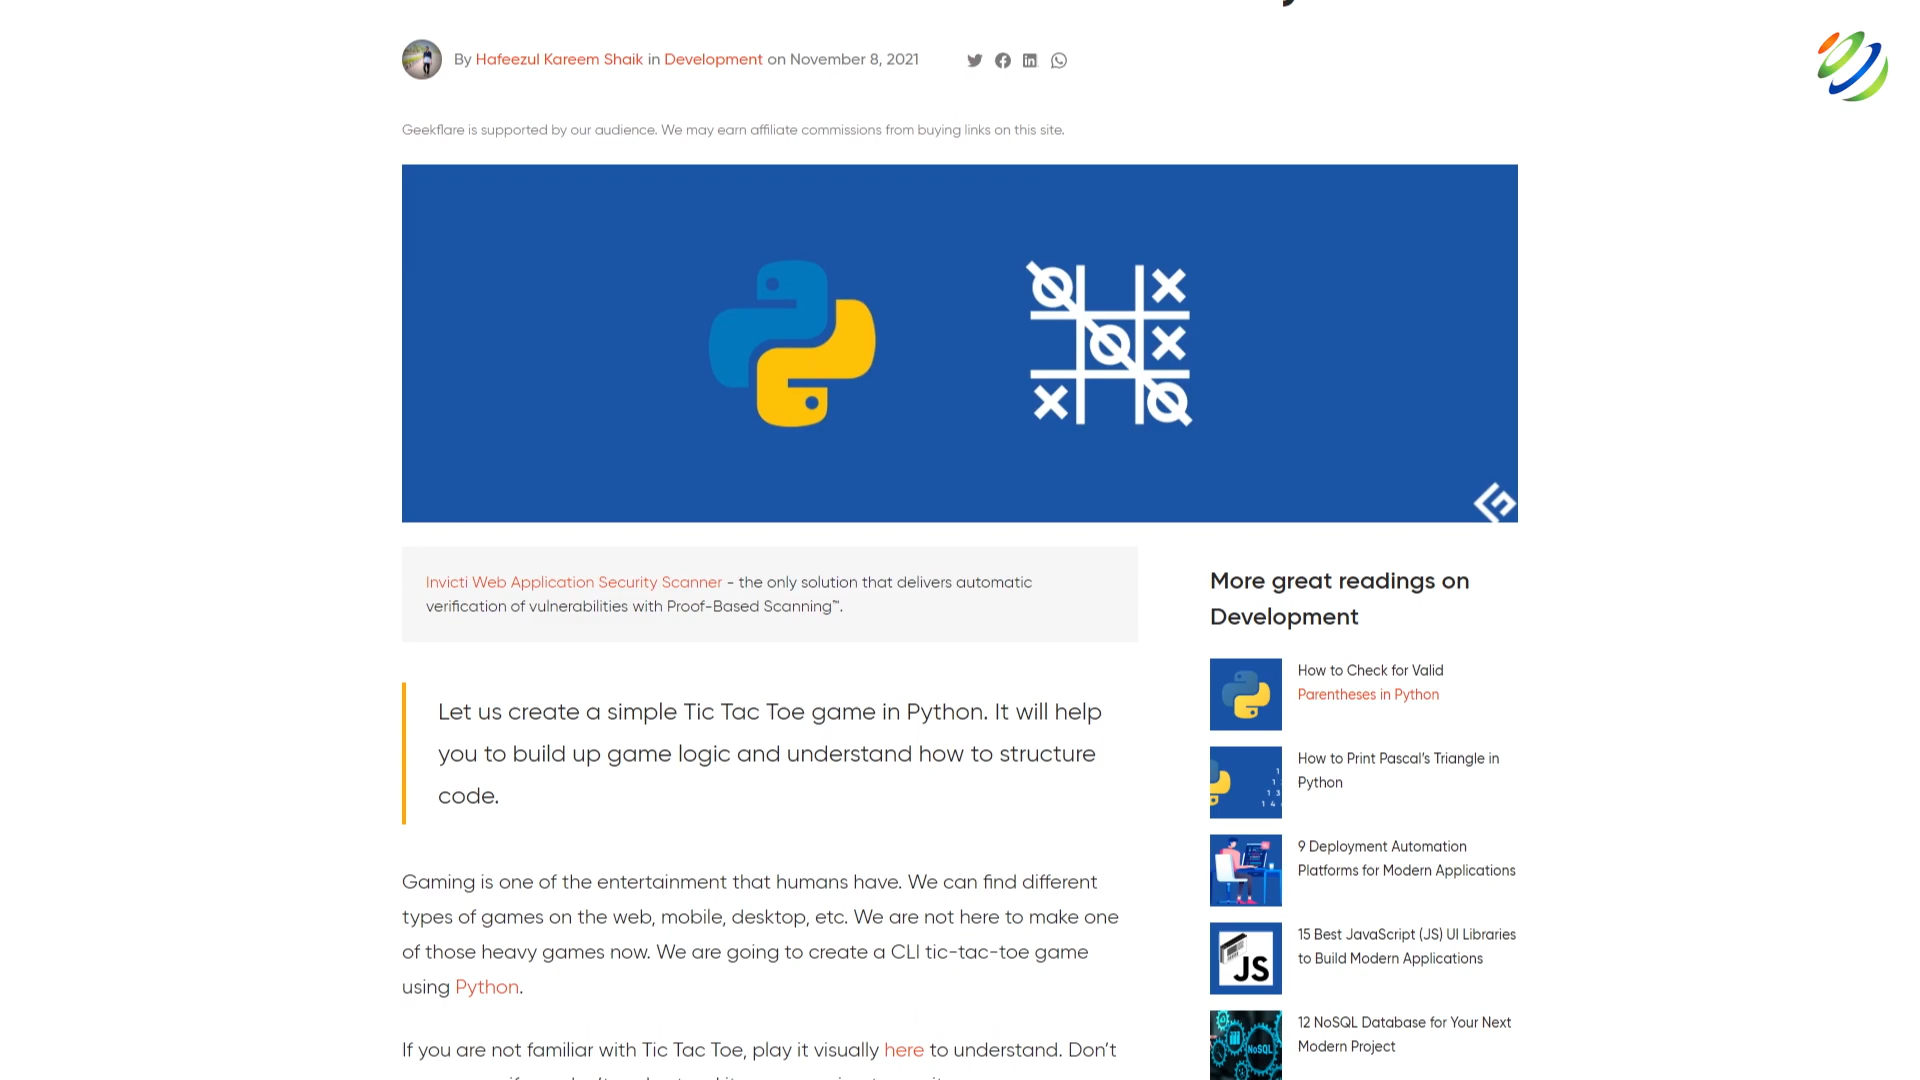 By Hafeezul Kareem Shaik in Development on November 8, 2021
Geekflare is supported by our audience. We may earn affiliate commissions from buying links on this site.
Invicti Web Application Security Scanner - the only solution that delivers automatic
verification of vulnerabilities with Proof-Based Scanning™.
Let us create a simple Tic Tac Toe game in Python. It will help
you to build up game logic and understand how to structure
code.
Gaming is one of the entertainment that humans have. We can find different
types of games on the web, mobile, desktop, etc. We are not here to make one
of those heavy games now. We are going to create a CLI tic-tac-toe game
using Python.
If you are not familiar with Tic Tac Toe, play it visually here to understand. Don't
More great readings on
Development
How to Check for Valid
Parentheses in Python
How to Print Pascal's Triangle in
Python
9 Deployment Automation
Platforms for Modern Applications
15 Best JavaScript (JS) UI Libraries
to Build Modern Applications
JS
12 NoSQL Database for Your Next
Modern Project
NoSQL